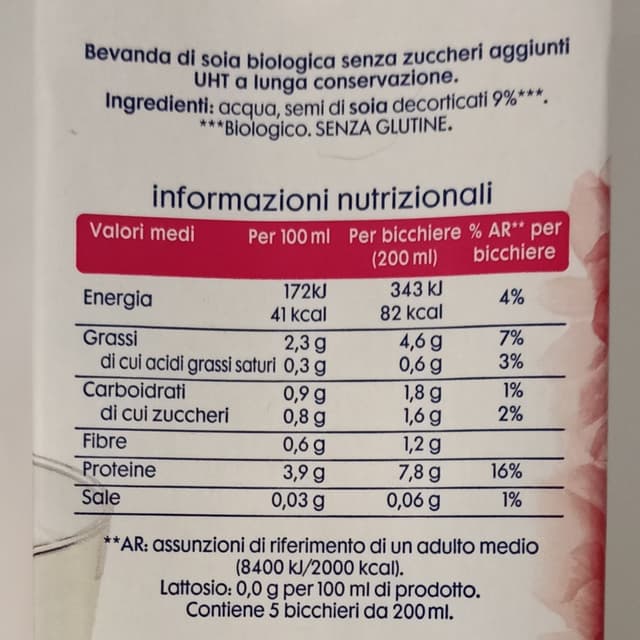 Bevanda di soia biologica senza zuccheri aggiunti
UHT a lunga conservazione.
Ingredienti: acqua, semi di soia decorticati 9%***.
***Biologico. SENZA GLUTINE.
informazioni nutrizionali
Valori medi Per 100 ml Per bicchiere (200 ml) % AR** per bicchiere
Energia 172kJ 343 kJ 4%
41 kcal 82 kcal
Grassi 2,3 g 4,6 g 7%
di cui acidi grassi saturi 0,3 g 0,6 g 3%
Carboidrati 0,9 g 1,8 g 1%
di cui zuccheri 0,8 g 1,6 g 2%
Fibre 0,6 g 1,2 g
Proteine 3,9 g 7,8 g 16%
Sale 0,03 g 0,06 g 1%
**AR: assunzioni di riferimento di un adulto medio
(8400 kJ/2000 kcal).
Lattosio: 0,0 g per 100 ml di prodotto.
Contiene 5 bicchieri da 200 ml.